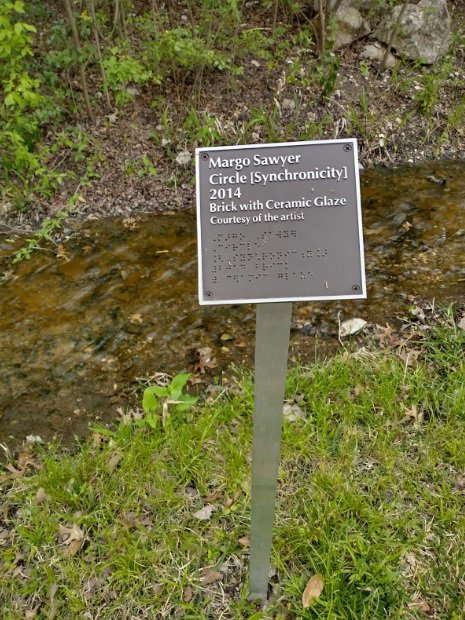 Margo Sawyer
Circle [Synchronicity]
2014
Brick with Ceramic Glaze
Courtesy of the artist